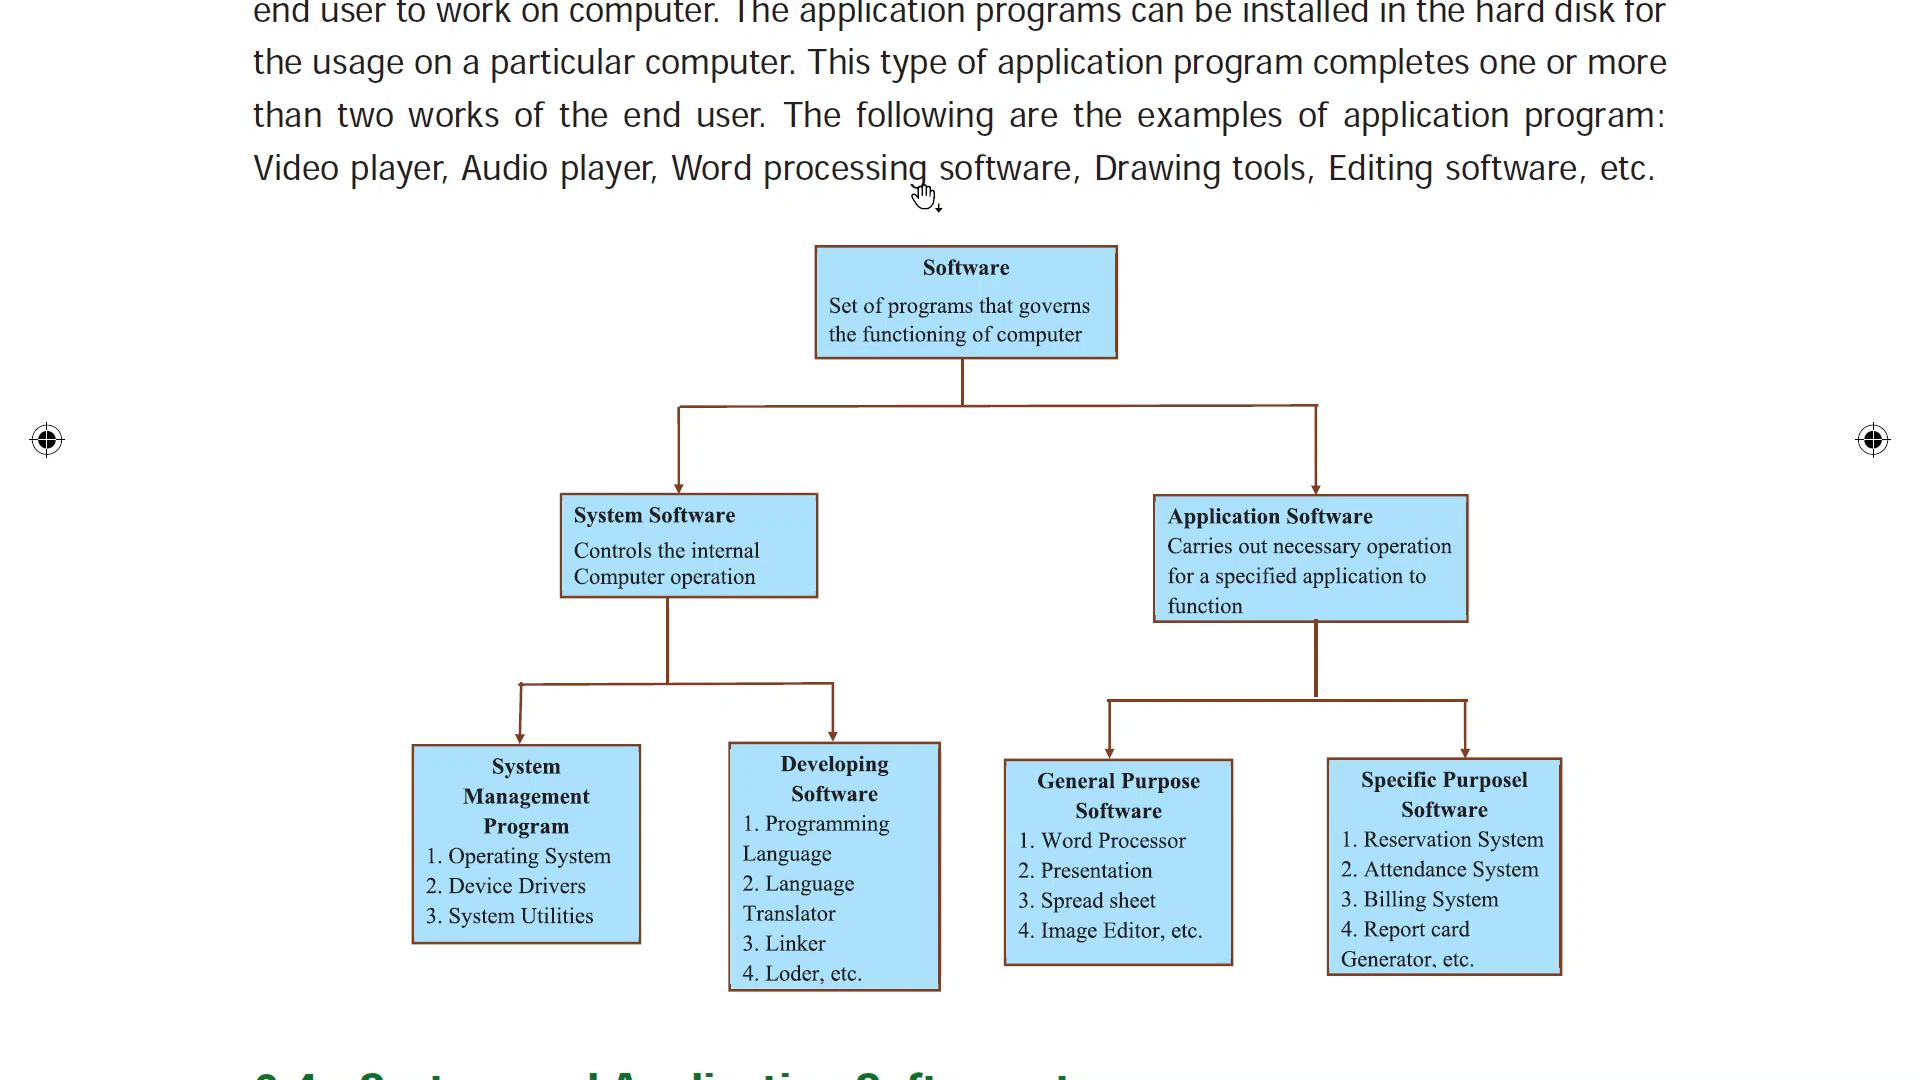 end user to work on computer. The application programs can be installed in the hard disk for
the usage on a particular computer. This type of application program completes one or more
than two works of the end user. The following are the examples of application program:
Video player, Audio player, Word processing software, Drawing tools, Editing software, etc.
Software
Set of programs that governs
the functioning of computer
System Software
Controls the internal
Computer operation
Application Software
Carries out necessary operation
for a specified application to
function
System
Management
Program
1. Operating System
2. Device Drivers
3. System Utilities
Developing
Software
1. Programming
Language
2. Language
Translator
3. Linker
4. Loder, etc.
General Purpose
Software
1. Word Processor
2. Presentation
3. Spread sheet
4. Image Editor, etc.
Specific Purposel
Software
1. Reservation System
2. Attendance System
3. Billing System
4. Report card
Generator, etc.